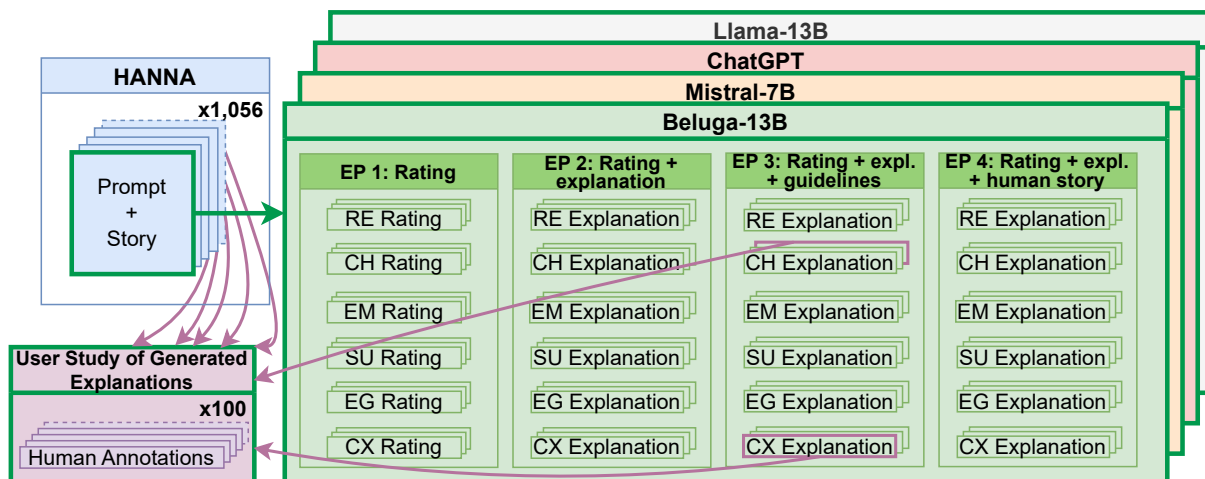 Llama-13B
ChatGPT
Mistral-7B
Beluga-13B
HANNA
x1,056
Prompt
+
Story
User Study of Generated
Explanations
x100
Human Annotations
EP 1: Rating
RE Rating
CH Rating
EM Rating
SU Rating
EG Rating
CX Rating
EP 2: Rating +
explanation
RE Explanation
CH Explanation
EM Explanation
SU Explanation
EG Explanation
CX Explanation
EP 3: Rating + expl.
+ guidelines
RE Explanation
CH Explanation
EM Explanation
SU Explanation
EG Explanation
CX Explanation
EP 4: Rating + expl.
+ human story
RE Explanation
CH Explanation
EM Explanation
SU Explanation
EG Explanation
CX Explanation